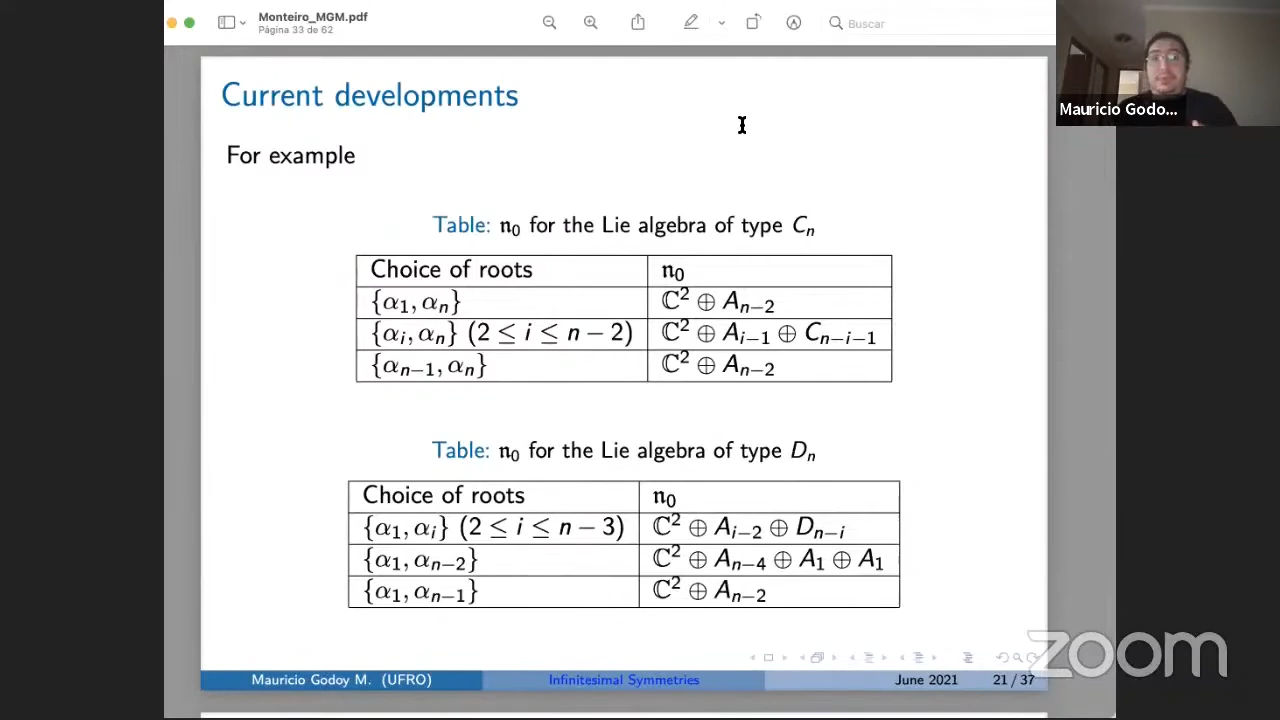 Monteiro_MGM.pdf
Página 33 de 62
Buscar
Mauricio Godo...
Current developments
For example
Table: 𝔫₀ for the Lie algebra of type Cₙ
Choice of roots 𝔫₀
{α₁, αₙ} ℂ² ⊕ Aₙ₋₂
{αᵢ, αₙ} (2 ≤ i ≤ n − 2) ℂ² ⊕ Aᵢ₋₁ ⊕ Cₙ₋ᵢ₋₁
{αₙ₋₁, αₙ} ℂ² ⊕ Aₙ₋₂
Table: 𝔫₀ for the Lie algebra of type Dₙ
Choice of roots 𝔫₀
{α₁, αᵢ} (2 ≤ i ≤ n − 3) ℂ² ⊕ Aᵢ₋₂ ⊕ Dₙ₋ᵢ
{α₁, αₙ₋₂} ℂ² ⊕ Aₙ₋₄ ⊕ A₁ ⊕ A₁
{α₁, αₙ₋₁} ℂ² ⊕ Aₙ₋₂
zoom
Mauricio Godoy M. (UFRO) Infinitesimal Symmetries June 2021 21 / 37